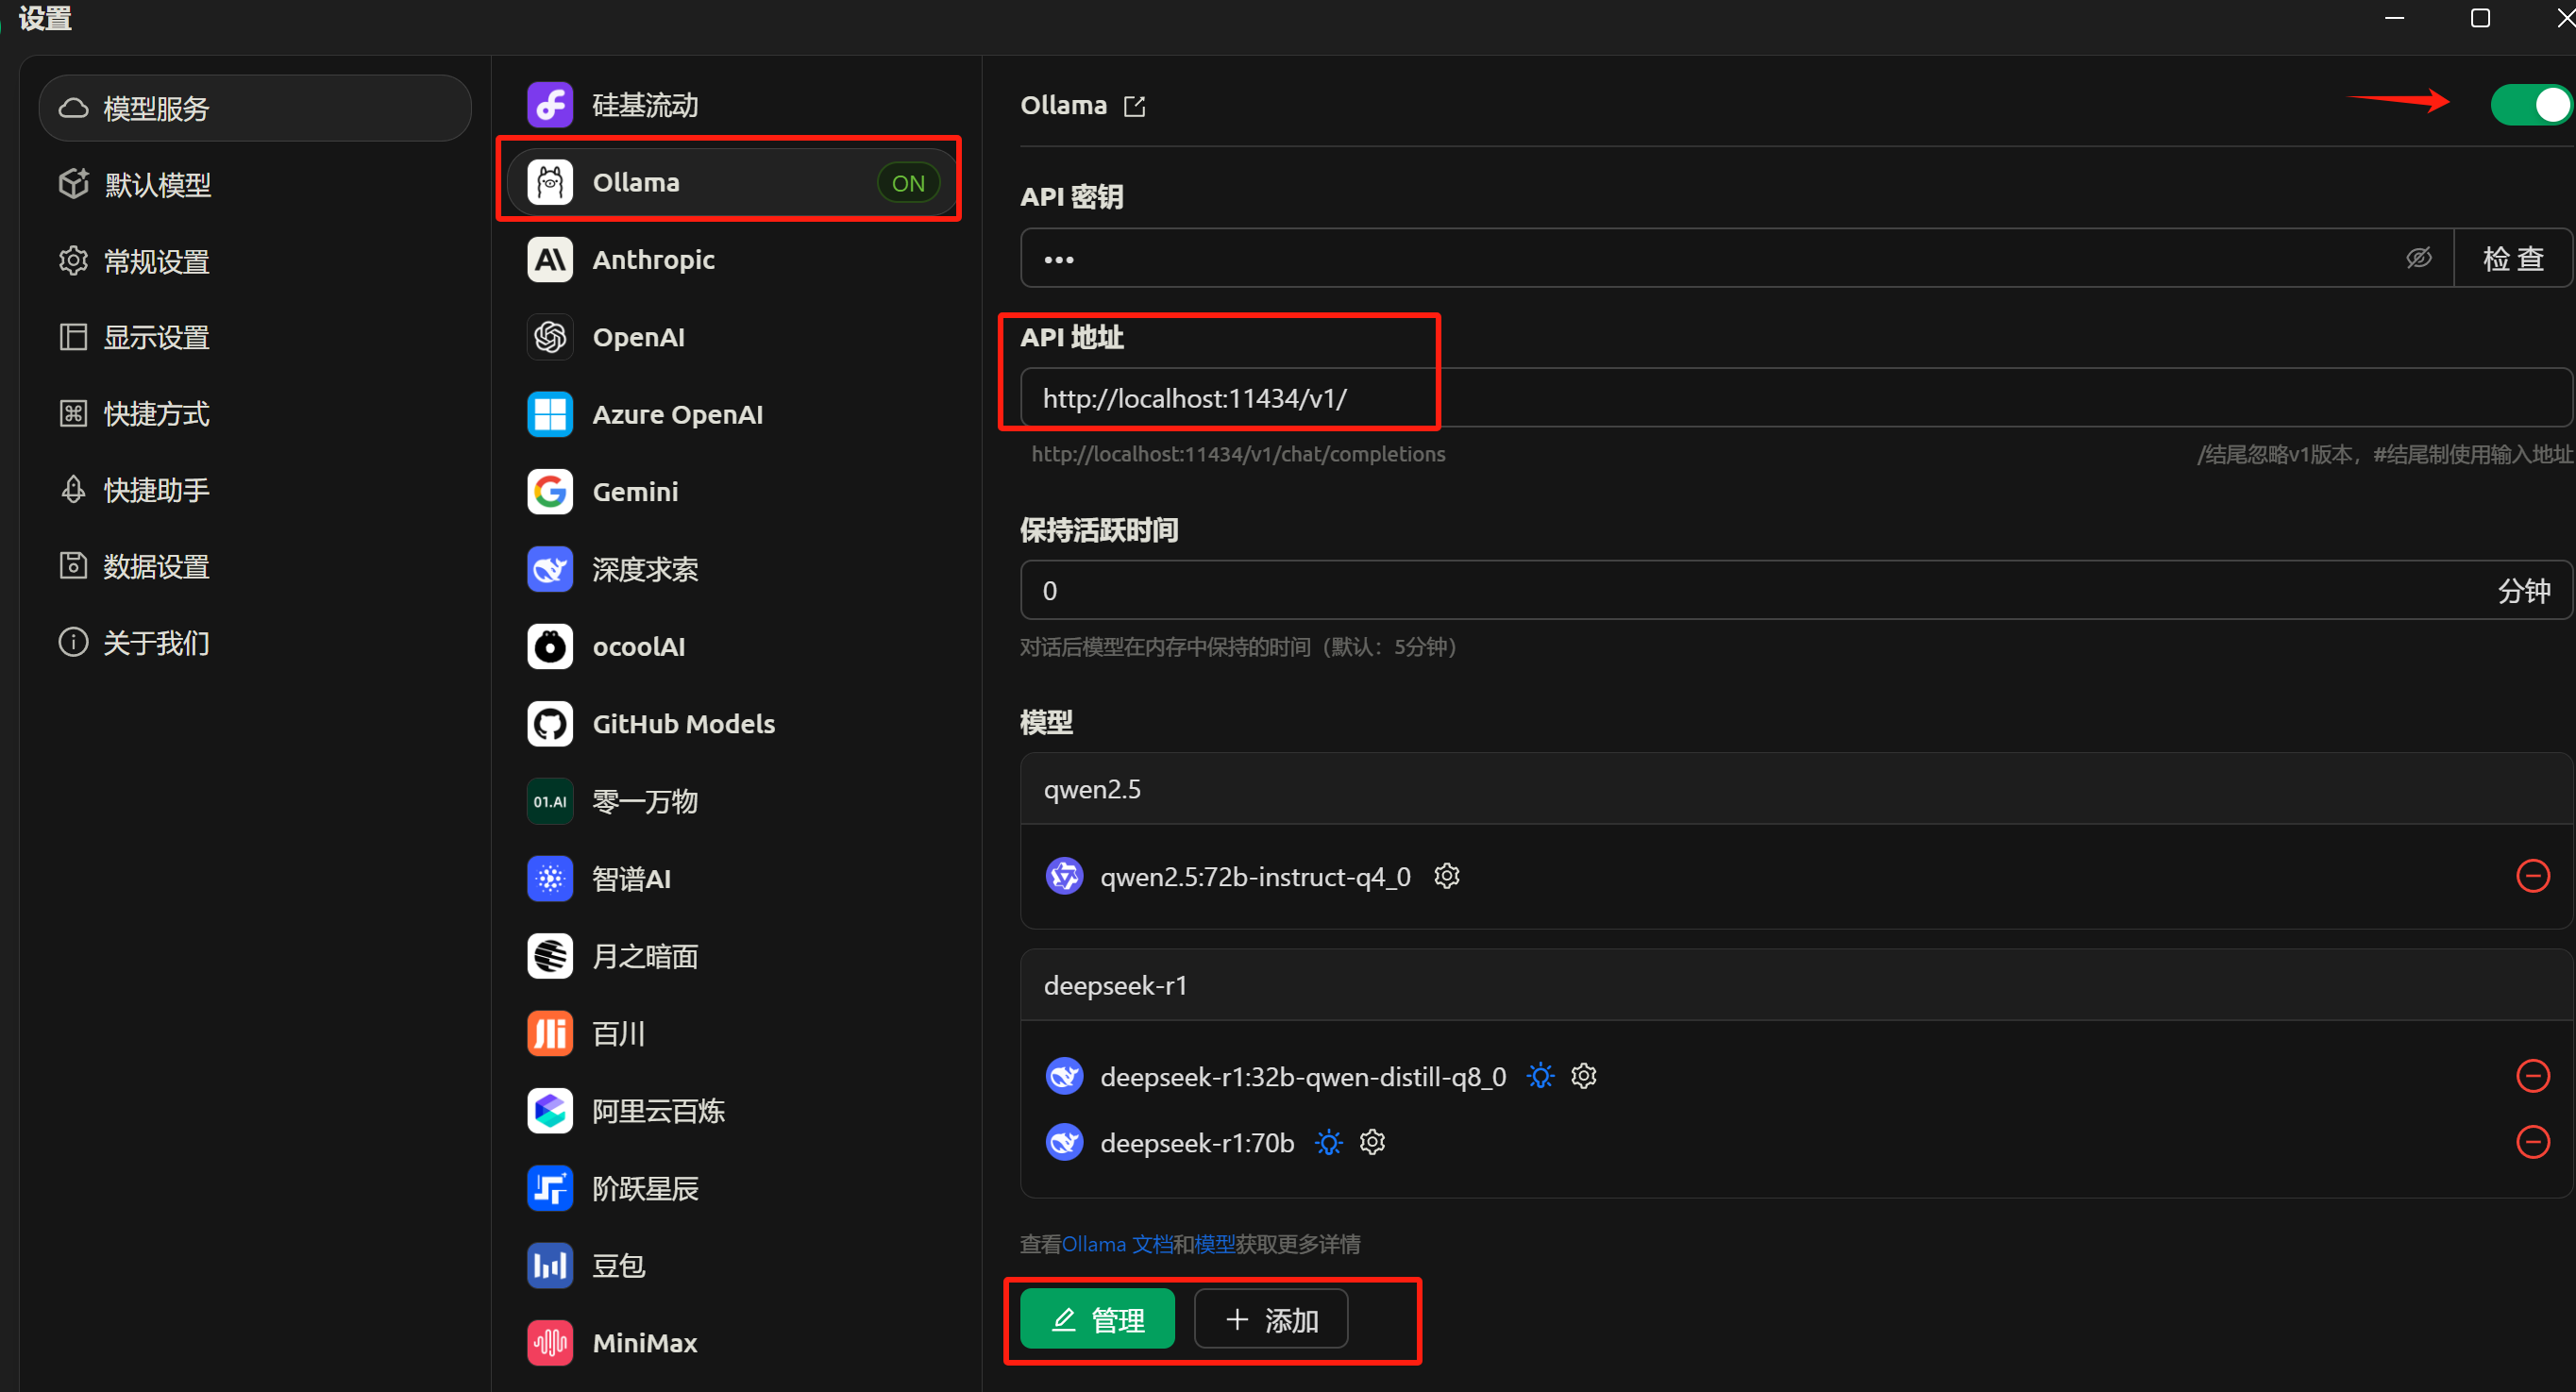 设置
模型服务
默认模型
常规设置
显示设置
快捷方式
快捷助手
数据设置
关于我们
硅基流动
Ollama ON
Anthropic
OpenAI
Azure OpenAI
Gemini
深度求索
ocoolAI
GitHub Models
01.AI 零一万物
智谱AI
月之暗面
百川
阿里云百炼
阶跃星辰
豆包
MiniMax
Ollama
API 密钥
••• 检 查
API 地址
http://localhost:11434/v1/
http://localhost:11434/v1/chat/completions /结尾忽略v1版本，#结尾制使用输入地址
保持活跃时间
0 分钟
对话后模型在内存中保持的时间（默认：5分钟）
模型
qwen2.5
qwen2.5:72b-instruct-q4_0
deepseek-r1
deepseek-r1:32b-qwen-distill-q8_0
deepseek-r1:70b
查看Ollama 文档和模型获取更多详情
管理 添加